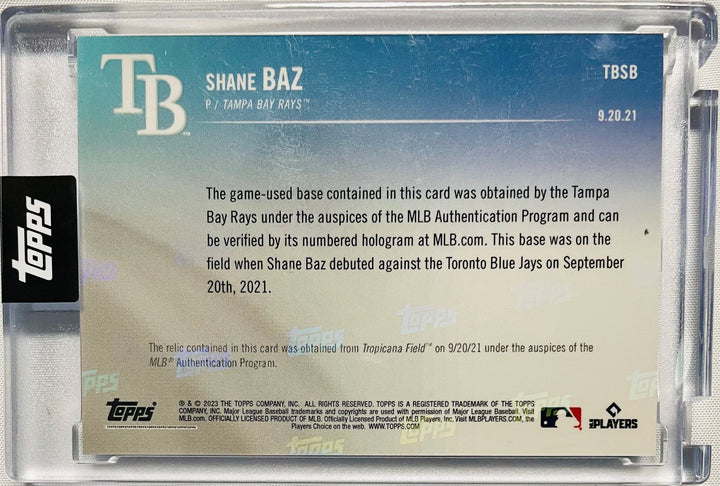 TB
SHANE BAZ
P / TAMPA BAY RAYS™
TBSB
9.20.21
The game-used base contained in this card was obtained by the Tampa
Bay Rays under the auspices of the MLB Authentication Program and can
be verified by its numbered hologram at MLB.com. This base was on the
field when Shane Baz debuted against the Toronto Blue Jays on September
20th, 2021.
The relic contained in this card was obtained from Tropicana Field™ on 9/20/21 under the auspices of the
MLB® Authentication Program.
topps
topps
topps
topps
topps
topps
topps
topps
® & © 2023 THE TOPPS COMPANY, INC. ALL RIGHTS RESERVED. TOPPS IS A REGISTERED TRADEMARK OF THE TOPPS
COMPANY, INC. Major League Baseball trademarks and copyrights are used with permission of Major League Baseball. Visit
MLB.com. OFFICIALLY LICENSED PRODUCT OF MLB Players, Inc. Visit MLBPLAYERS.com, the
Players Choice on the web. WWW.TOPPS.COM
MLB PLAYERS